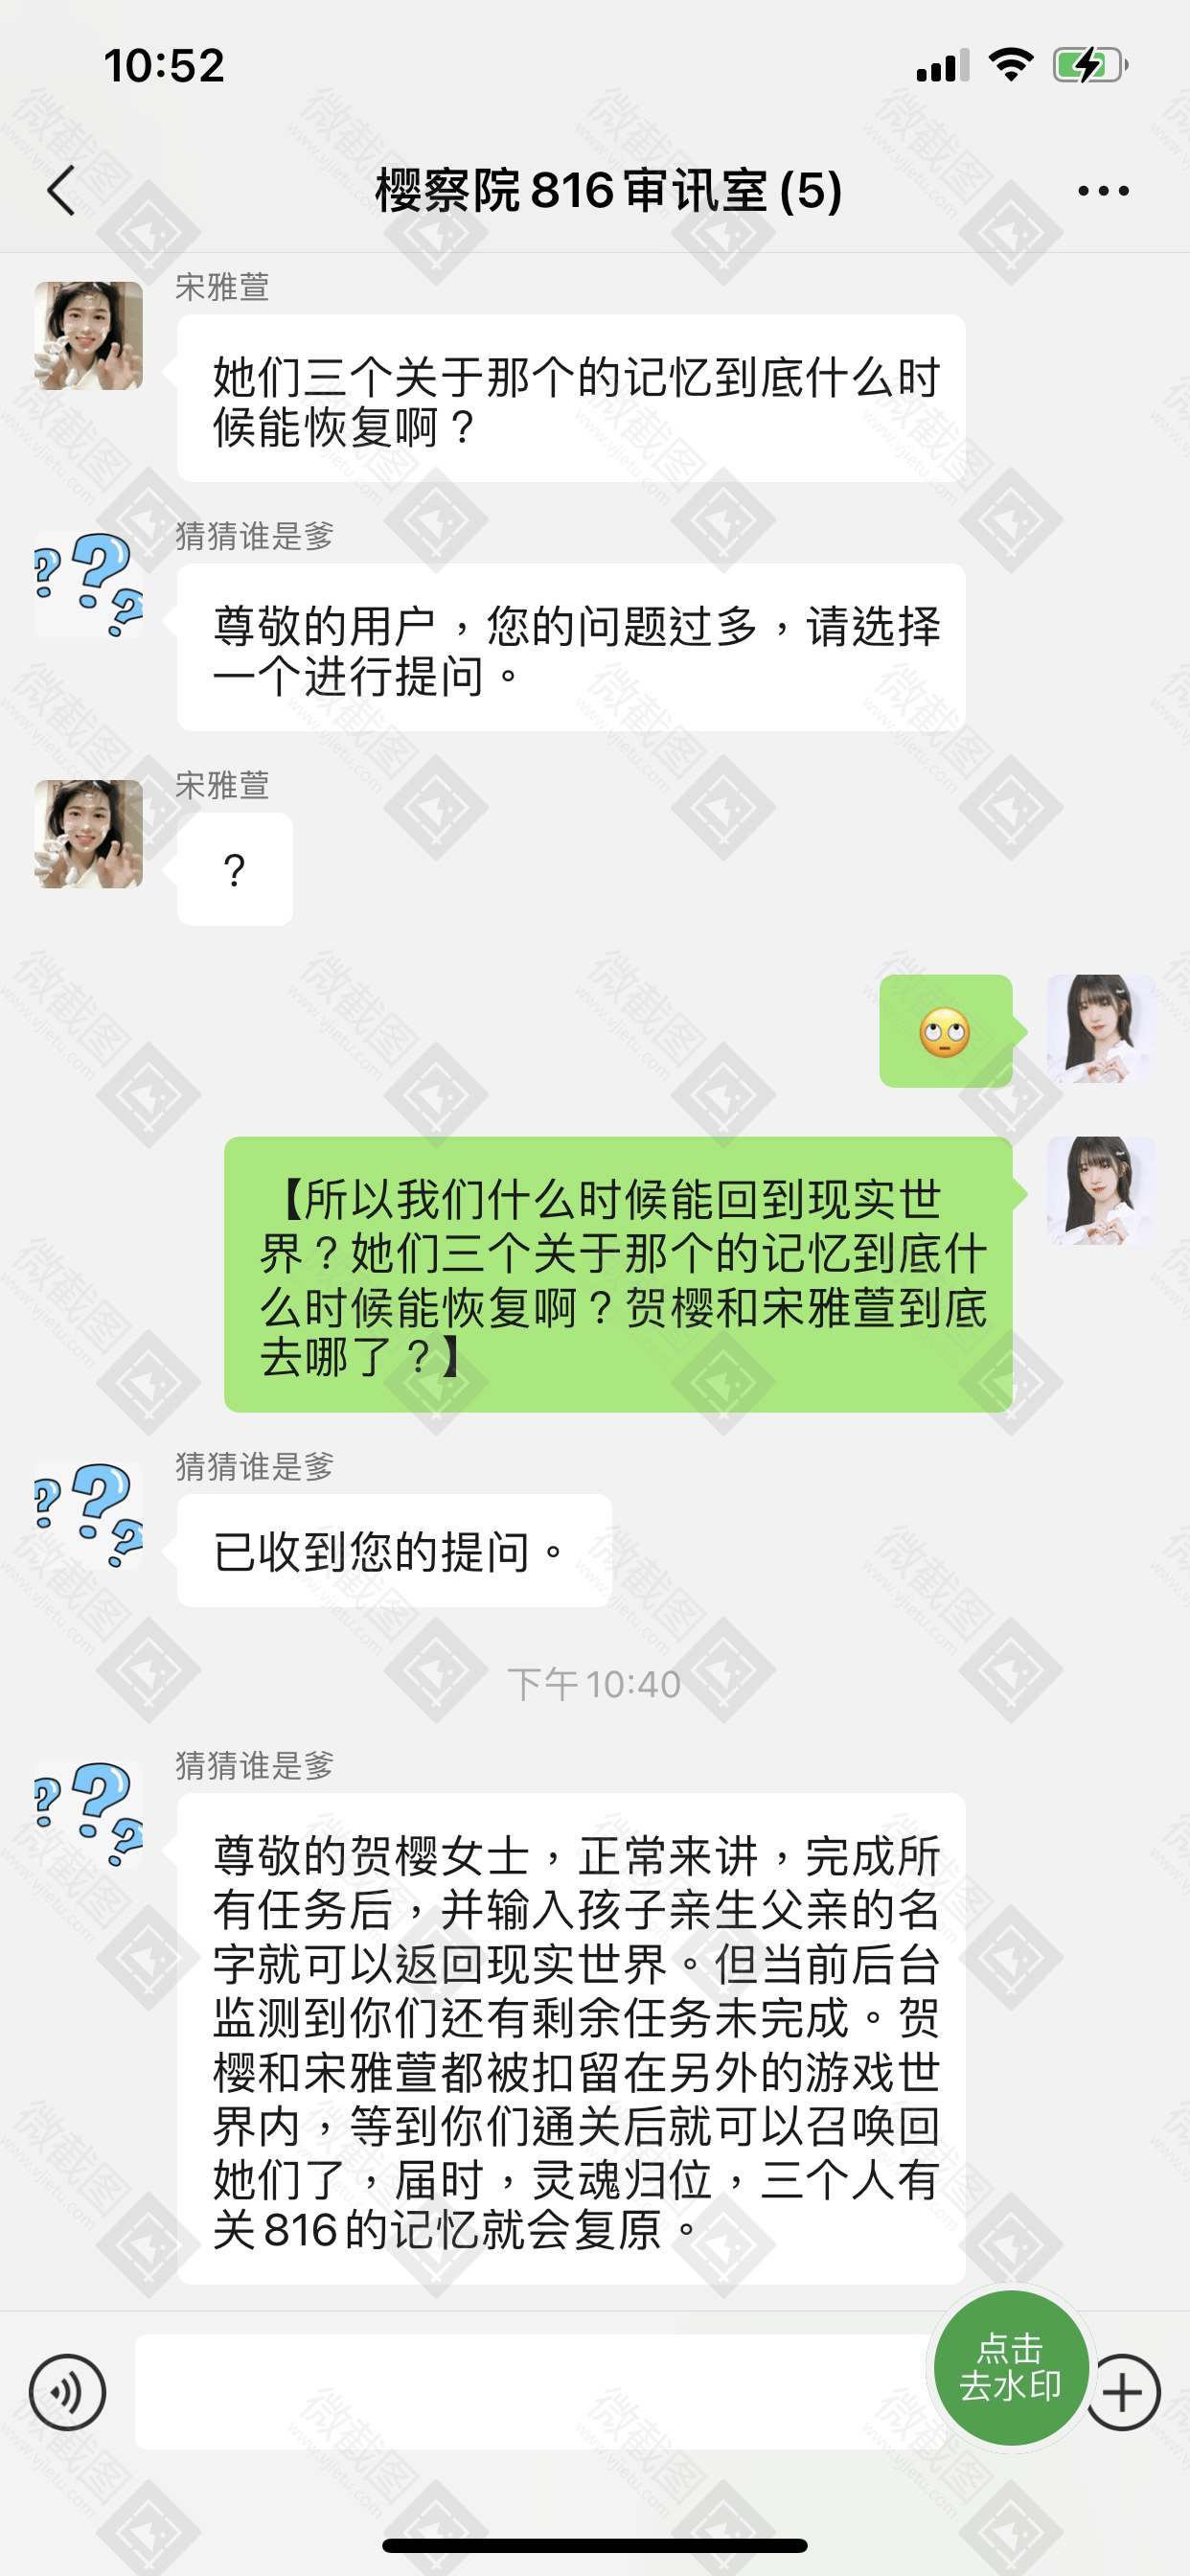 10:52
樱察院816审讯室(5)
宋雅萱
她们三个关于那个的记忆到底什么时
候能恢复啊？
猜猜谁是爹
尊敬的用户，您的问题过多，请选择
一个进行提问。
宋雅萱
?
【所以我们什么时候能回到现实世
界？她们三个关于那个的记忆到底什
么时候能恢复啊？贺樱和宋雅萱到底
去哪了？】
猜猜谁是爹
已收到您的提问。
下午10:40
猜猜谁是爹
尊敬的贺樱女士，正常来讲，完成所
有任务后，并输入孩子亲生父亲的名
字就可以返回现实世界。但当前后台
监测到你们还有剩余任务未完成。贺
樱和宋雅萱都被扣留在另外的游戏世
界内，等到你们通关后就可以召唤回
她们了，届时，灵魂归位，三个人有
关816的记忆就会复原。
点击
去水印
微截图
www.vjietu.com